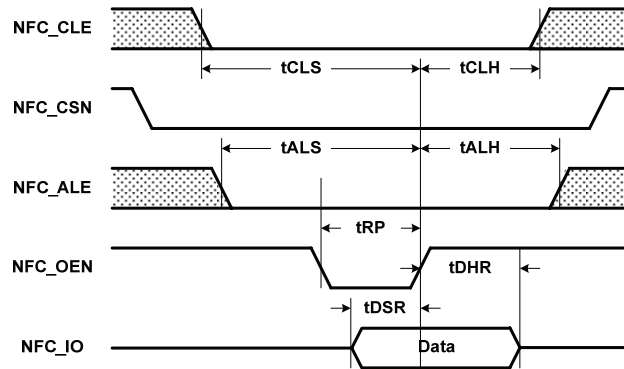 NFC_CLE
tCLS tCLH
NFC_CSN
tALS tALH
NFC_ALE
tRP
NFC_OEN
tDHR
tDSR
NFC_IO
Data